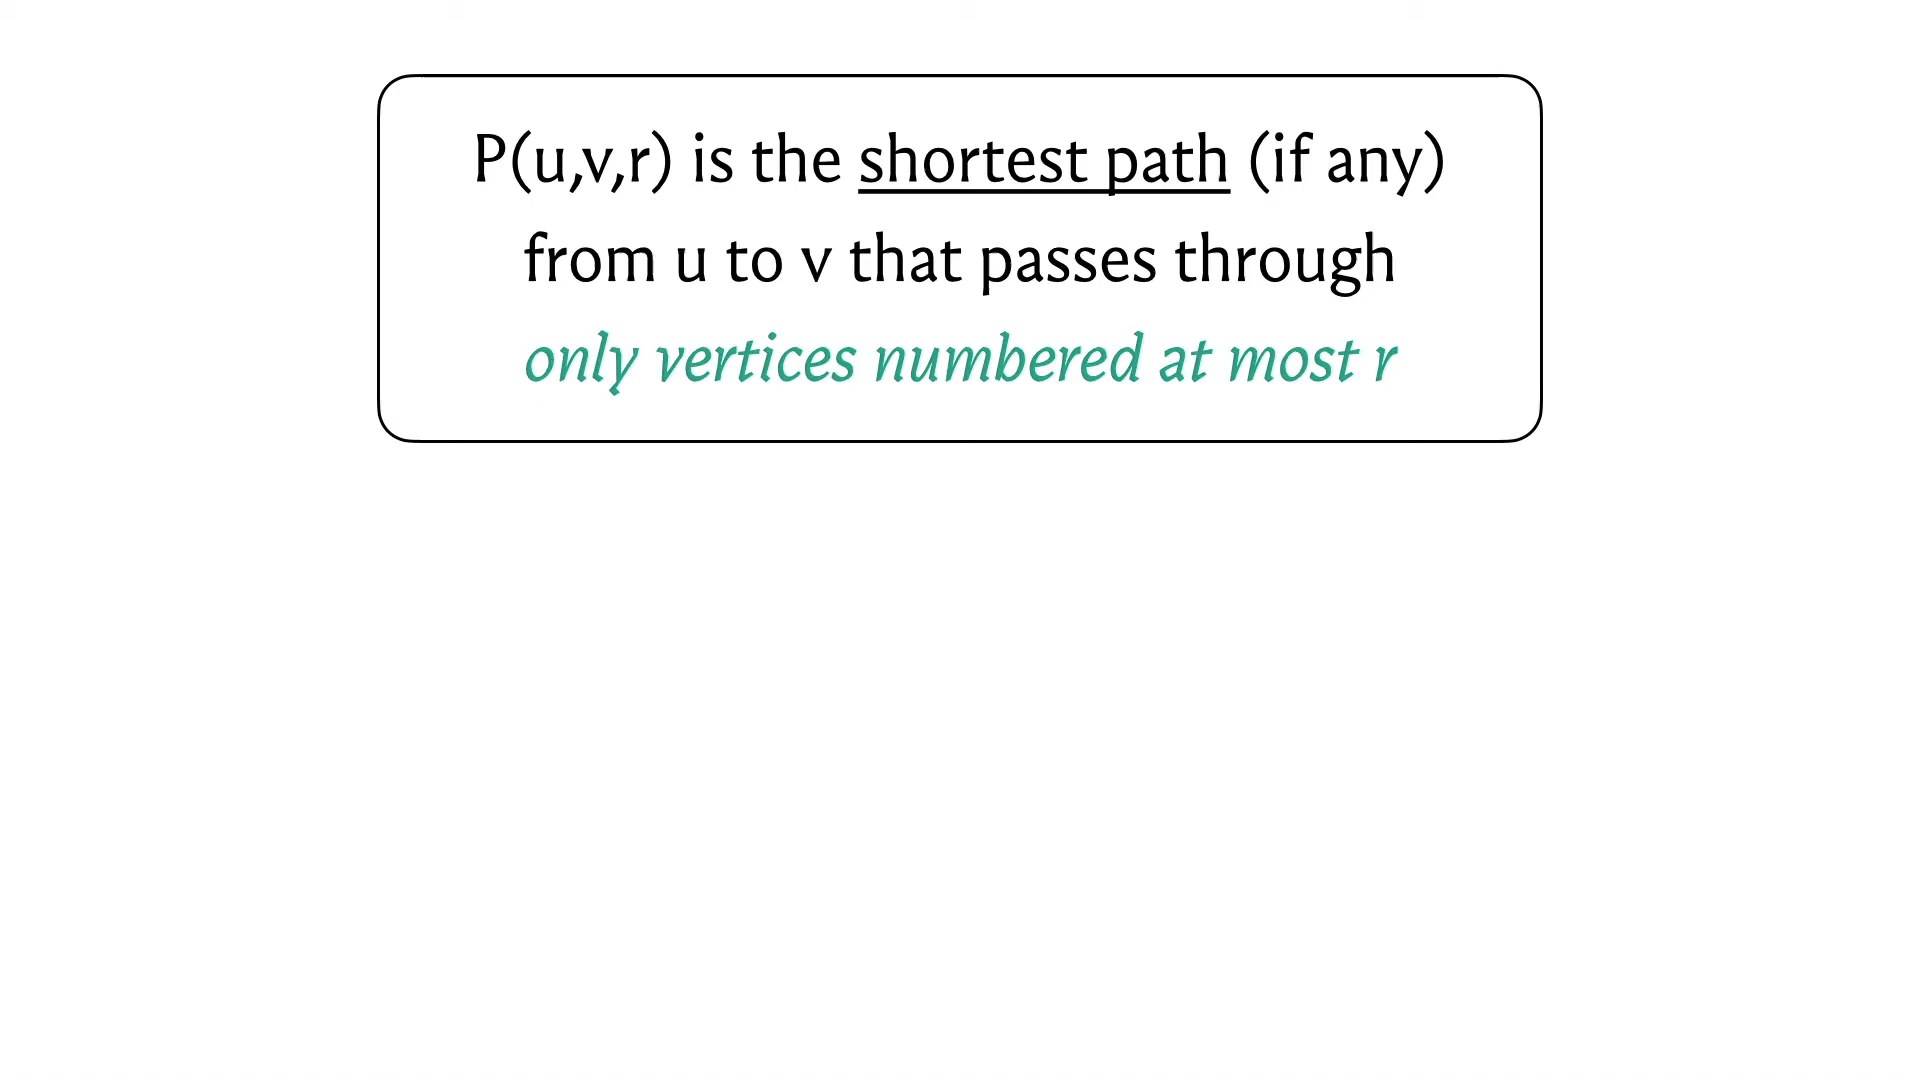 P(u,v,r) is the shortest path (if any)
from u to v that passes through
only vertices numbered at most r